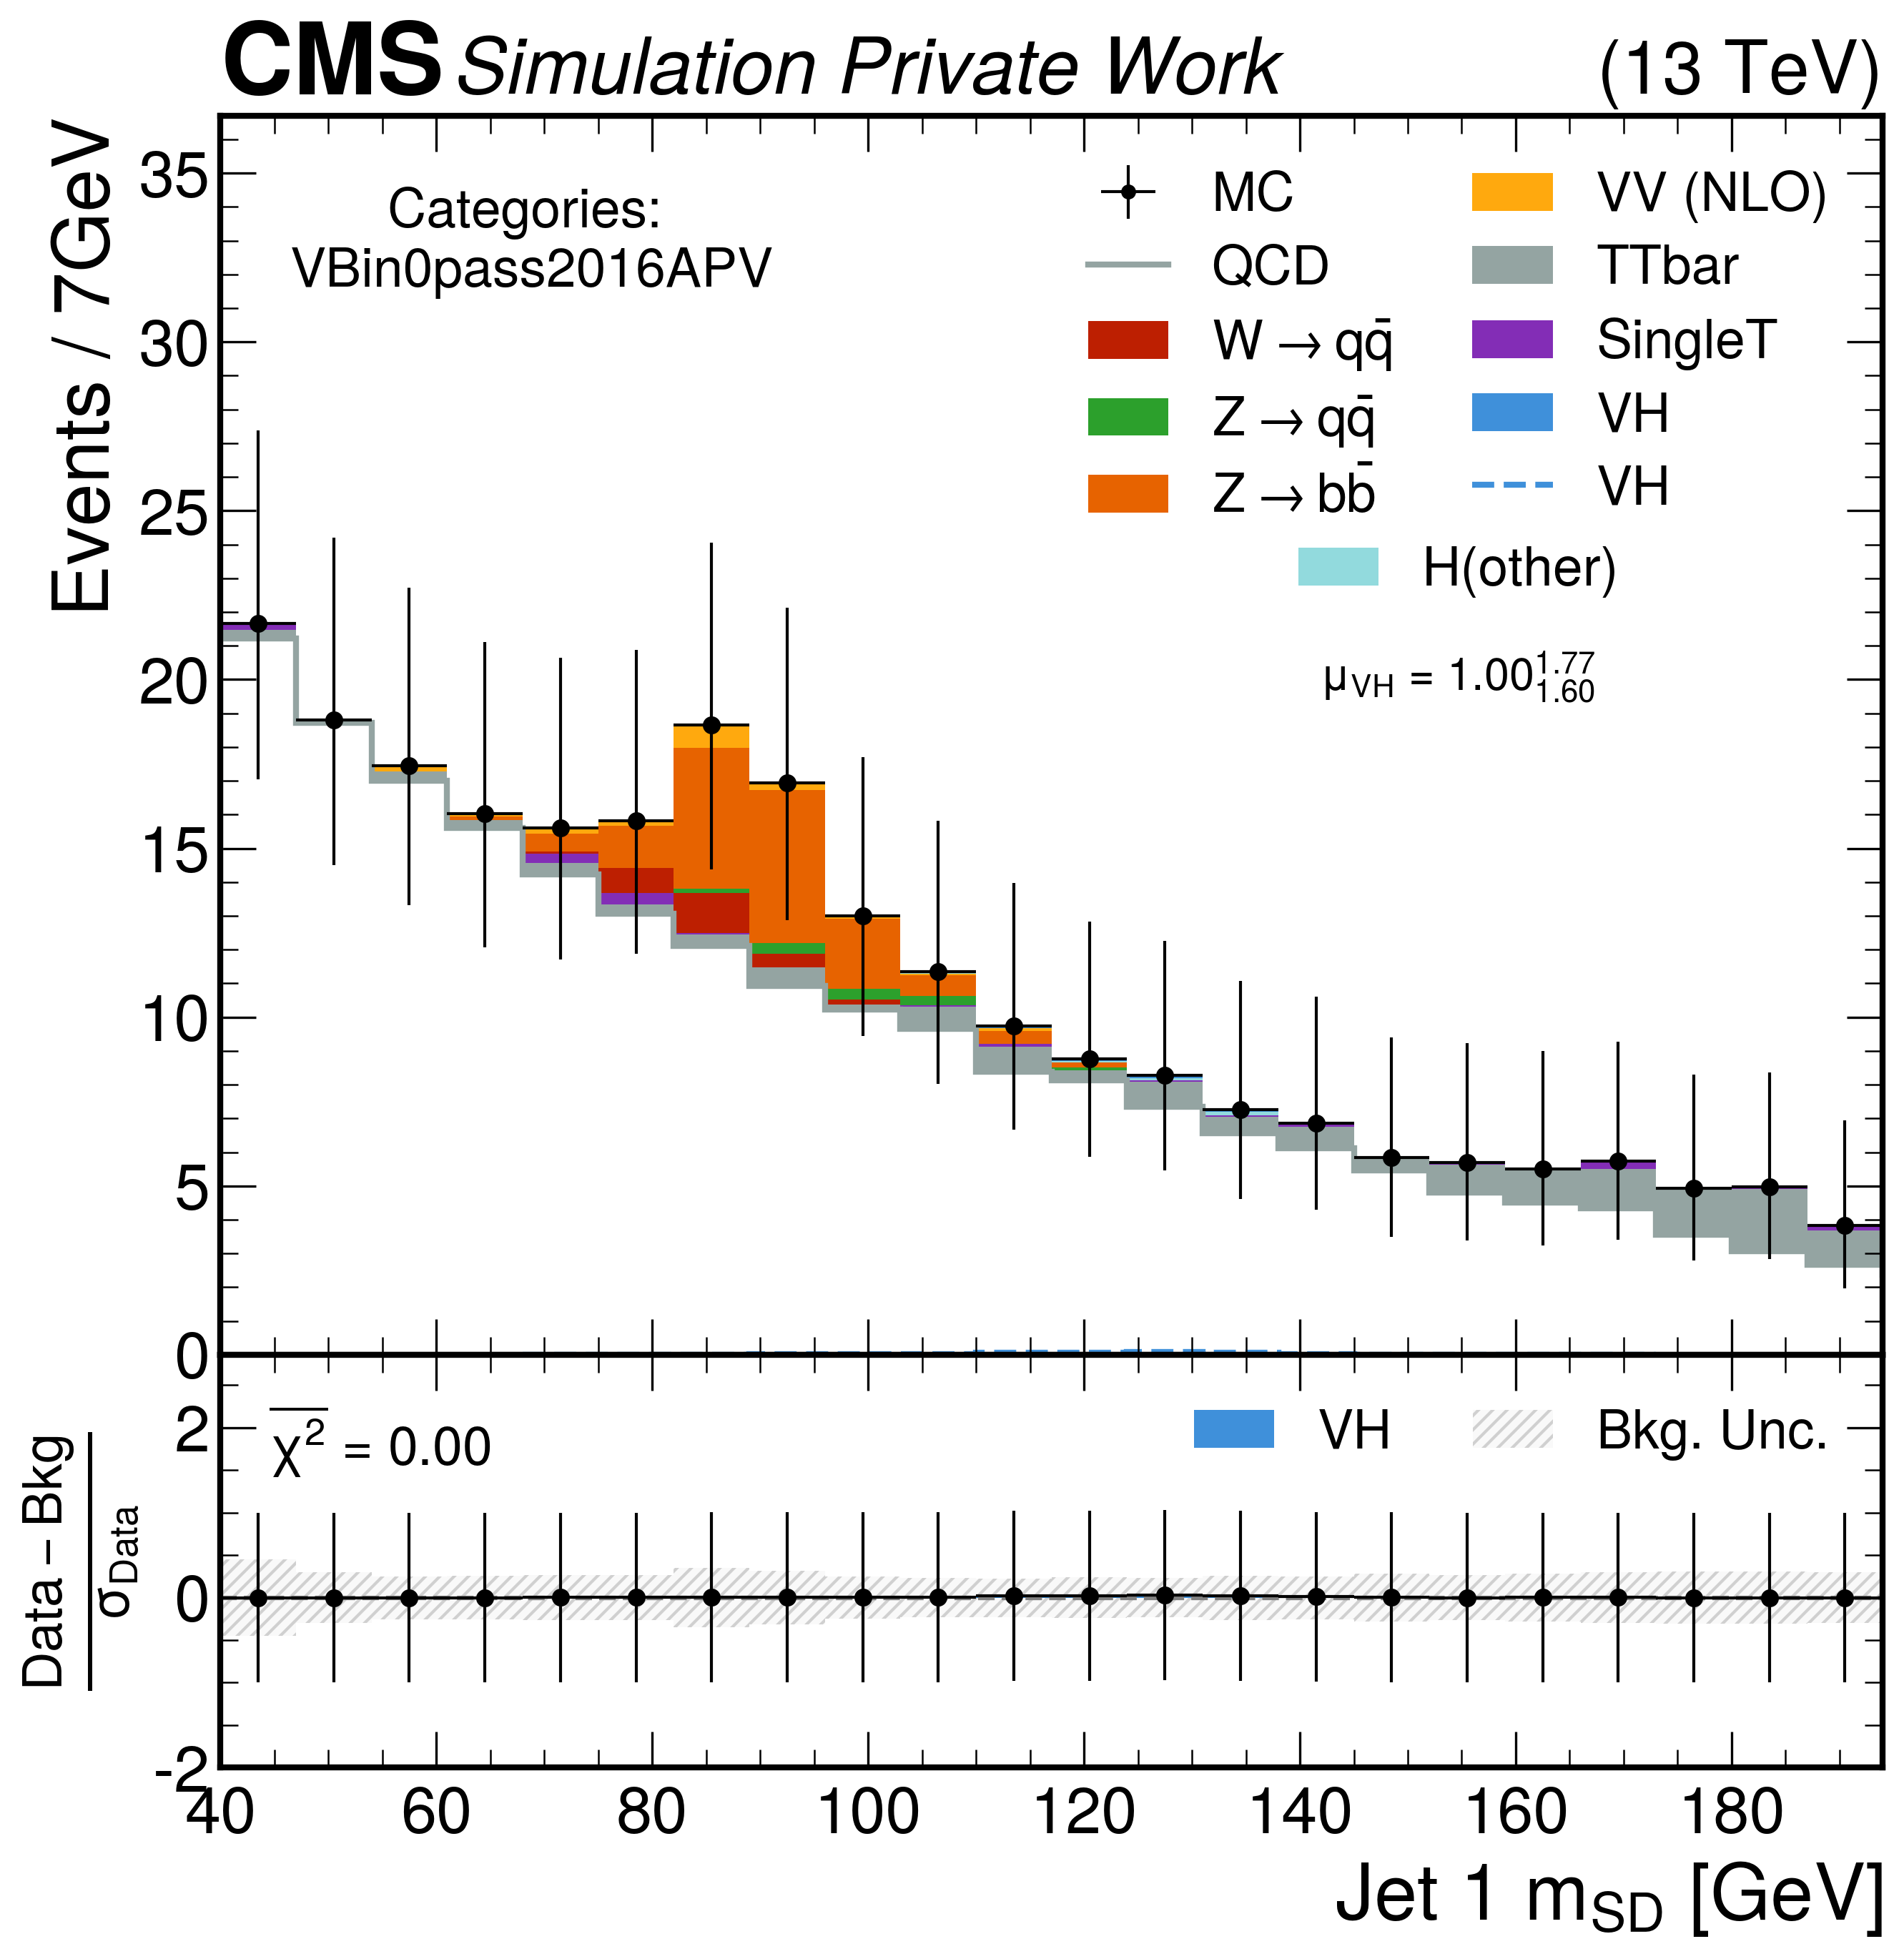 CMS Simulation Private Work (13 TeV)
Events / 7GeV
35
30
25
20
15
10
5
0
Categories:
VBin0pass2016APV
MC
QCD
W → qq̄
Z → qq̄
Z → bb̄
VV (NLO)
TTbar
SingleT
VH
VH
H(other)
μ_VH = 1.00^1.77_1.60
Data – Bkg
σ_Data
2
0
-2
χ² = 0.00
VH
Bkg. Unc.
40 60 80 100 120 140 160 180
Jet 1 m_SD [GeV]